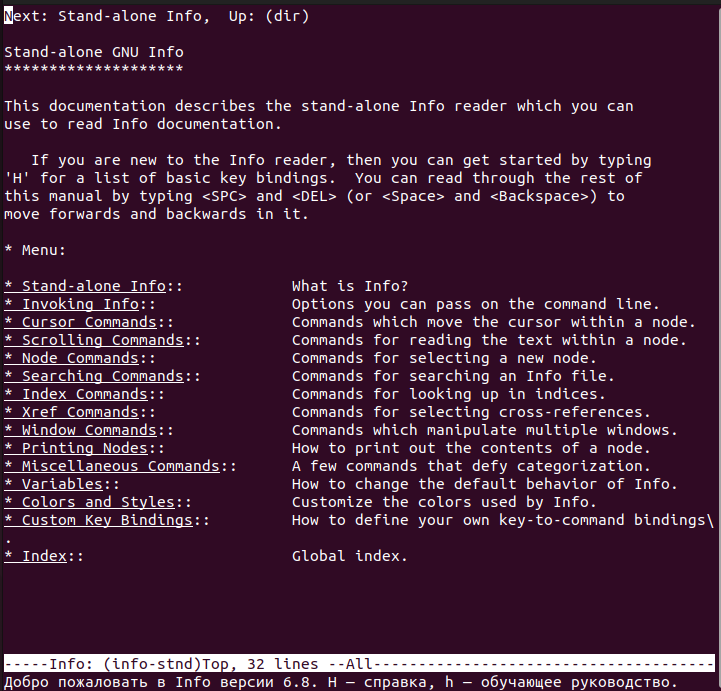 Next: Stand-alone Info,  Up: (dir)

Stand-alone GNU Info
********************

This documentation describes the stand-alone Info reader which you can
use to read Info documentation.

   If you are new to the Info reader, then you can get started by typing
'H' for a list of basic key bindings.  You can read through the rest of
this manual by typing <SPC> and <DEL> (or <Space> and <Backspace>) to
move forwards and backwards in it.

* Menu:

* Stand-alone Info::            What is Info?
* Invoking Info::               Options you can pass on the command line.
* Cursor Commands::             Commands which move the cursor within a node.
* Scrolling Commands::          Commands for reading the text within a node.
* Node Commands::               Commands for selecting a new node.
* Searching Commands::          Commands for searching an Info file.
* Index Commands::              Commands for looking up in indices.
* Xref Commands::               Commands for selecting cross-references.
* Window Commands::             Commands which manipulate multiple windows.
* Printing Nodes::              How to print out the contents of a node.
* Miscellaneous Commands::      A few commands that defy categorization.
* Variables::                   How to change the default behavior of Info.
* Colors and Styles::           Customize the colors used by Info.
* Custom Key Bindings::         How to define your own key-to-command bindings\
.
* Index::                       Global index.

-----Info: (info-stnd)Top, 32 lines --All--------------------------------------
Добро пожаловать в Info версии 6.8. H — справка, h — обучающее руководство.